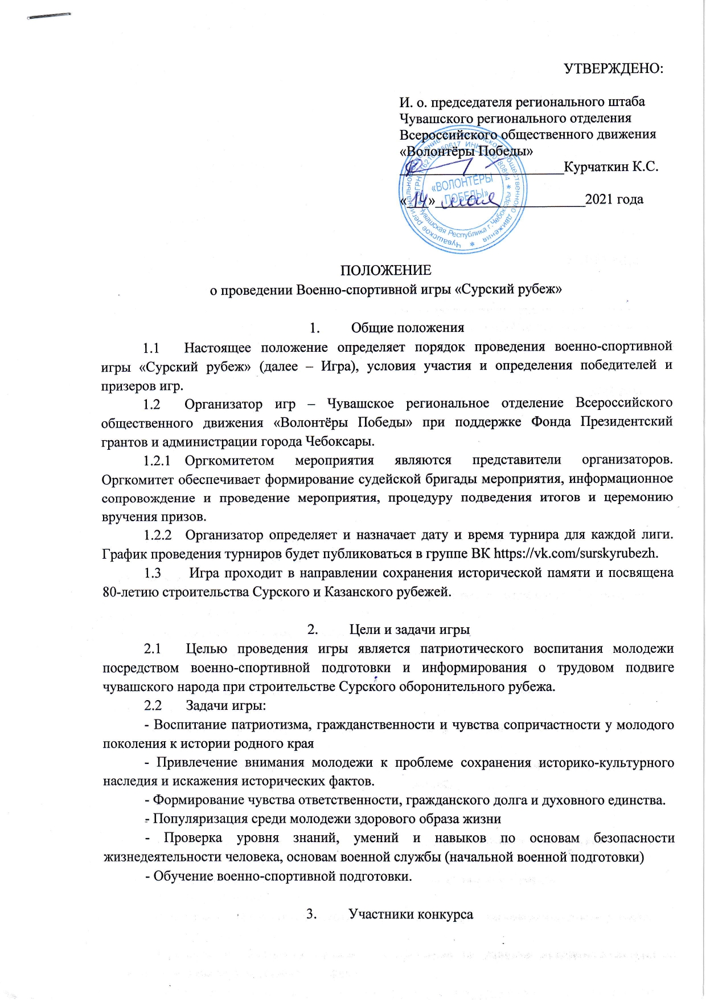 УТВЕРЖДЕНО:
И. о. председателя регионального штаба
Чувашского регионального отделения
Всероссийского общественного движения
«Волонтёры Победы»
Курчаткин К.С.
«14» мая 2021 года
«ВОЛОНТЁРЫ
ПОБЕДЫ»
Чувашская Республика г. Чебоксары
ПОЛОЖЕНИЕ
о проведении Военно-спортивной игры «Сурский рубеж»
1. Общие положения
1.1 Настоящее положение определяет порядок проведения военно-спортивной
игры «Сурский рубеж» (далее – Игра), условия участия и определения победителей и
призеров игр.
1.2 Организатор игр – Чувашское региональное отделение Всероссийского
общественного движения «Волонтёры Победы» при поддержке Фонда Президентский
грантов и администрации города Чебоксары.
1.2.1 Оргкомитетом мероприятия являются представители организаторов.
Оргкомитет обеспечивает формирование судейской бригады мероприятия, информационное
сопровождение и проведение мероприятия, процедуру подведения итогов и церемонию
вручения призов.
1.2.2 Организатор определяет и назначает дату и время турнира для каждой лиги.
График проведения турниров будет публиковаться в группе ВК https://vk.com/surskyrubezh.
1.3 Игра проходит в направлении сохранения исторической памяти и посвящена
80-летию строительства Сурского и Казанского рубежей.
2. Цели и задачи игры
2.1 Целью проведения игры является патриотического воспитания молодежи
посредством военно-спортивной подготовки и информирования о трудовом подвиге
чувашского народа при строительстве Сурского оборонительного рубежа.
2.2 Задачи игры:
- Воспитание патриотизма, гражданственности и чувства сопричастности у молодого
поколения к истории родного края
- Привлечение внимания молодежи к проблеме сохранения историко-культурного
наследия и искажения исторических фактов.
- Формирование чувства ответственности, гражданского долга и духовного единства.
- Популяризация среди молодежи здорового образа жизни
- Проверка уровня знаний, умений и навыков по основам безопасности
жизнедеятельности человека, основам военной службы (начальной военной подготовки)
- Обучение военно-спортивной подготовки.
3. Участники конкурса